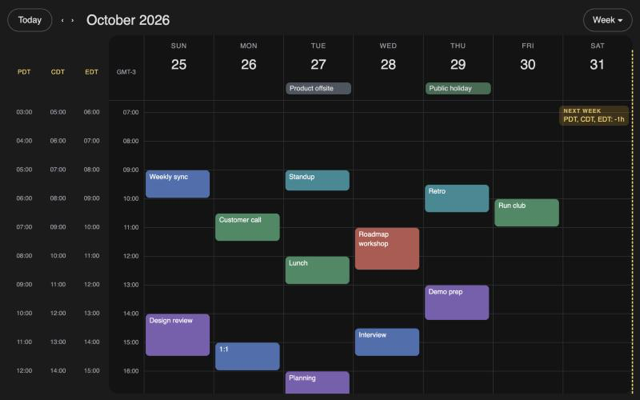 Today ‹ › October 2026 Week
SUN MON TUE WED THU FRI SAT
PDT CDT EDT GMT-3 25 26 27 28 29 30 31
Product offsite Public holiday
NEXT WEEK
PDT, CDT, EDT: -1h
03:00 05:00 06:00 07:00
04:00 06:00 07:00 08:00
05:00 07:00 08:00 09:00
Weekly sync Standup
Retro
06:00 08:00 09:00 10:00
Run club
Customer call
07:00 09:00 10:00 11:00
Roadmap
workshop
08:00 10:00 11:00 12:00
Lunch
09:00 11:00 12:00 13:00
Demo prep
10:00 12:00 13:00 14:00
Design review
Interview
11:00 13:00 14:00 15:00
1:1
12:00 14:00 15:00 16:00
Planning